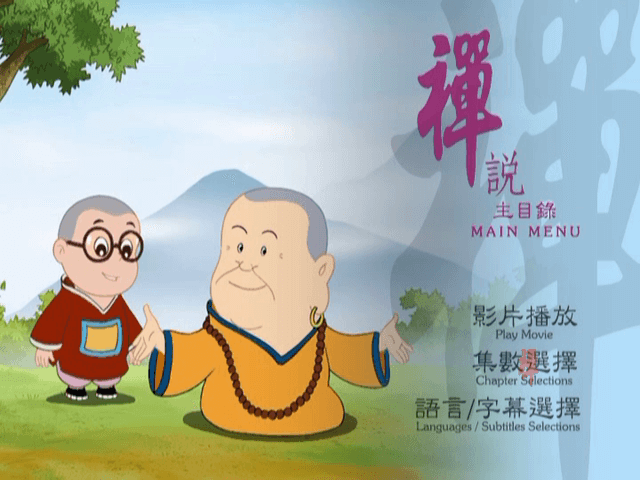 禪
說
主目錄
MAIN MENU
影片播放
Play Movie
集數選擇
Chapter Selections
語言/字幕選擇
Languages / Subtitles Selections